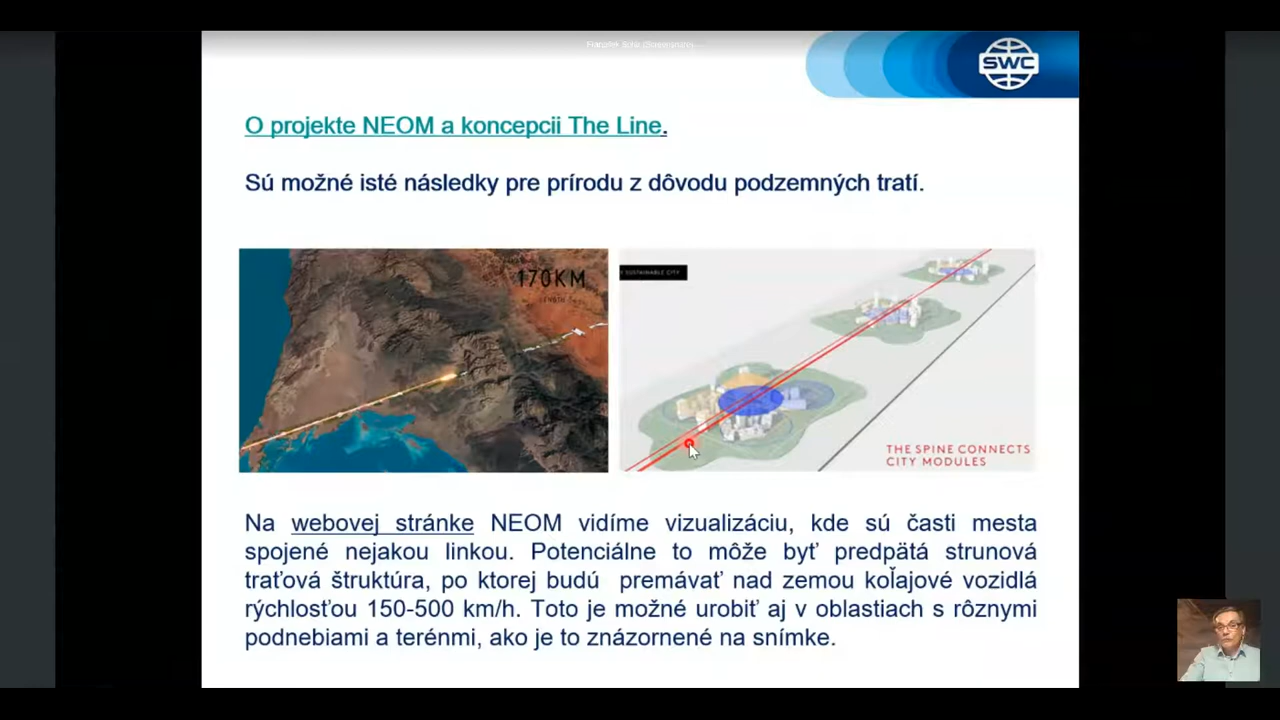 SWC
O projekte NEOM a koncepcii The Line.
Sú možné isté následky pre prírodu z dôvodu podzemných tratí.
170KM
SUSTAINABLE CITY
THE SPINE CONNECTS
CITY MODULES
Na webovej stránke NEOM vidíme vizualizáciu, kde sú časti mesta
spojené nejakou linkou. Potenciálne to môže byť predpätá strunová
traťová štruktúra, po ktorej budú premávať nad zemou koľajové vozidlá
rýchlosťou 150-500 km/h. Toto je možné urobiť aj v oblastiach s rôznymi
podnebiami a terénmi, ako je to znázornené na snímke.